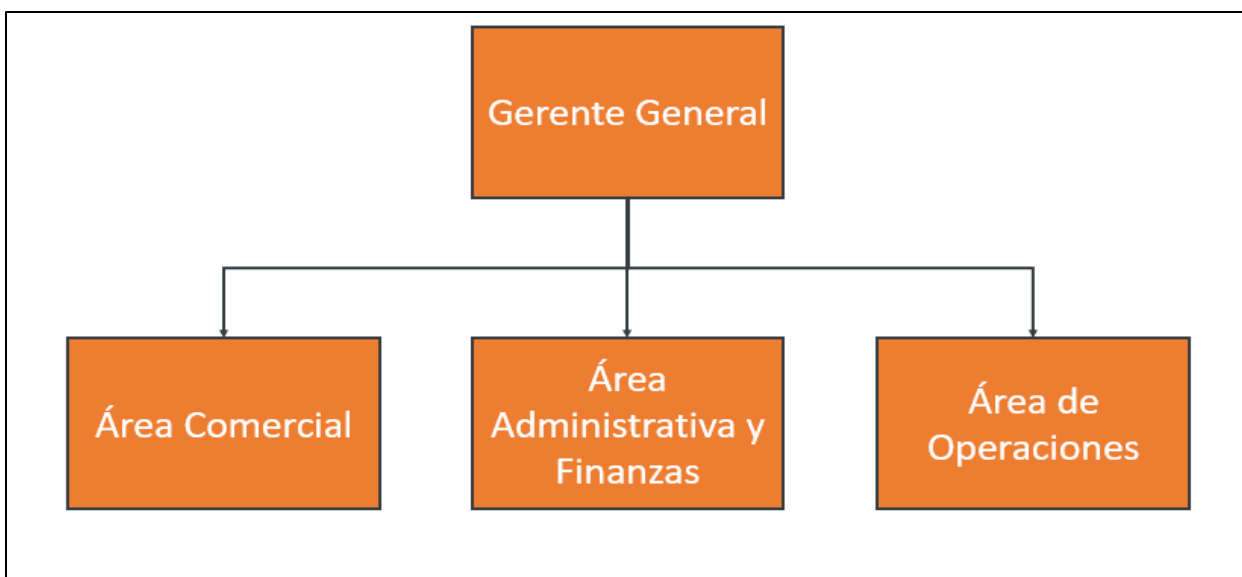 Gerente General
Área Comercial
Área
Administrativa y
Finanzas
Área de
Operaciones